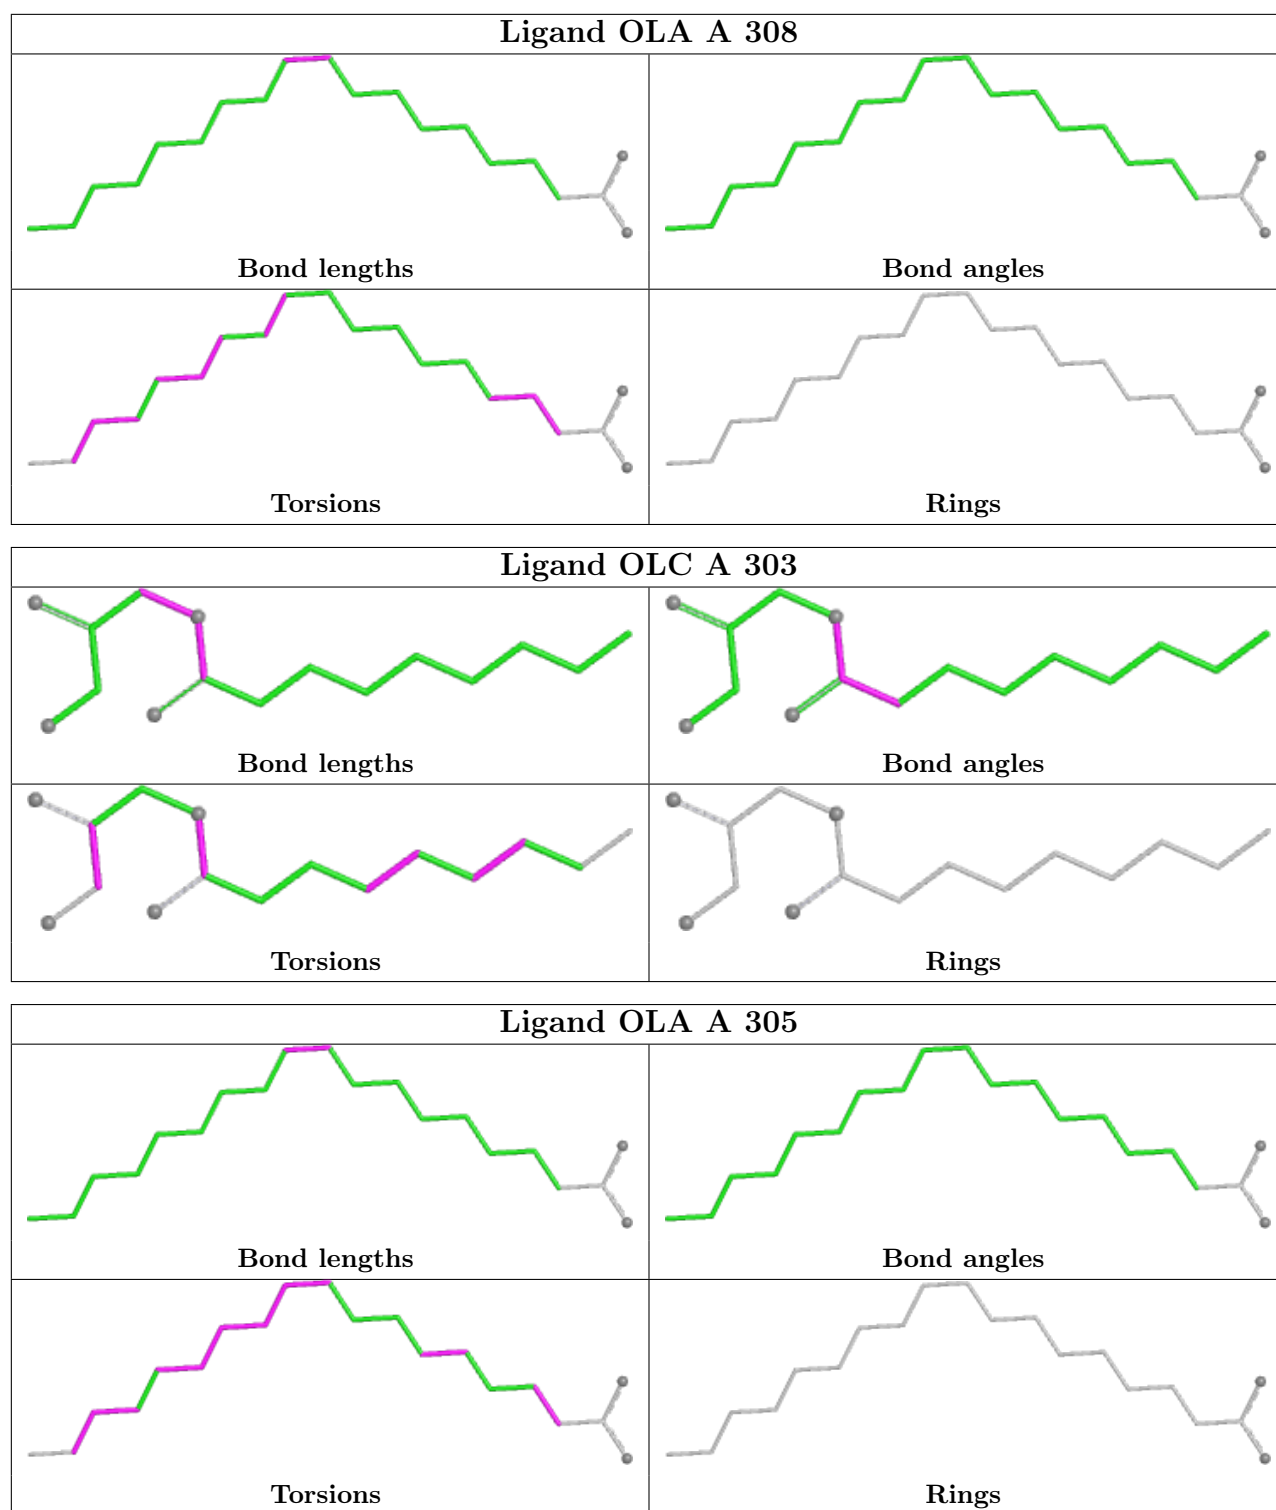 Ligand OLA A 308
Bond lengths
Bond angles
Torsions
Rings
Ligand OLC A 303
Bond lengths
Bond angles
Torsions
Rings
Ligand OLA A 305
Bond lengths
Bond angles
Torsions
Rings